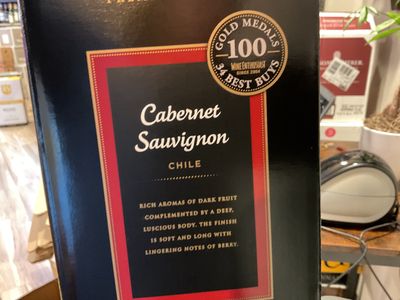 GOLD MEDALS
100
WINE ENTHUSIAST
SINCE 2004
34 BEST BUYS
Cabernet
Sauvignon
CHILE
RICH AROMAS OF DARK FRUIT
COMPLEMENTED BY A DEEP,
LUSCIOUS BODY. THE FINISH
IS SOFT AND LONG WITH
LINGERING NOTES OF BERRY.